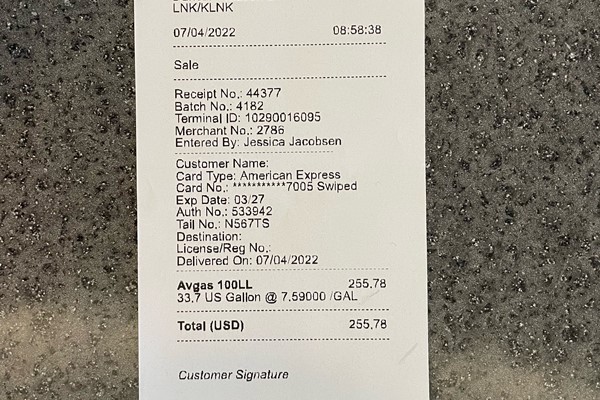 LNK/KLNK
07/04/2022 08:58:38
Sale
Receipt No.: 44377
Batch No.: 4182
Terminal ID: 10290016095
Merchant No.: 2786
Entered By: Jessica Jacobsen
Customer Name:
Card Type: American Express
Card No.: ***********7005 Swiped
Exp Date: 03/27
Auth No.: 533942
Tail No.: N567TS
Destination:
License/Reg No.:
Delivered On: 07/04/2022
Avgas 100LL 255.78
33.7 US Gallon @ 7.59000 /GAL
Total (USD) 255.78
Customer Signature